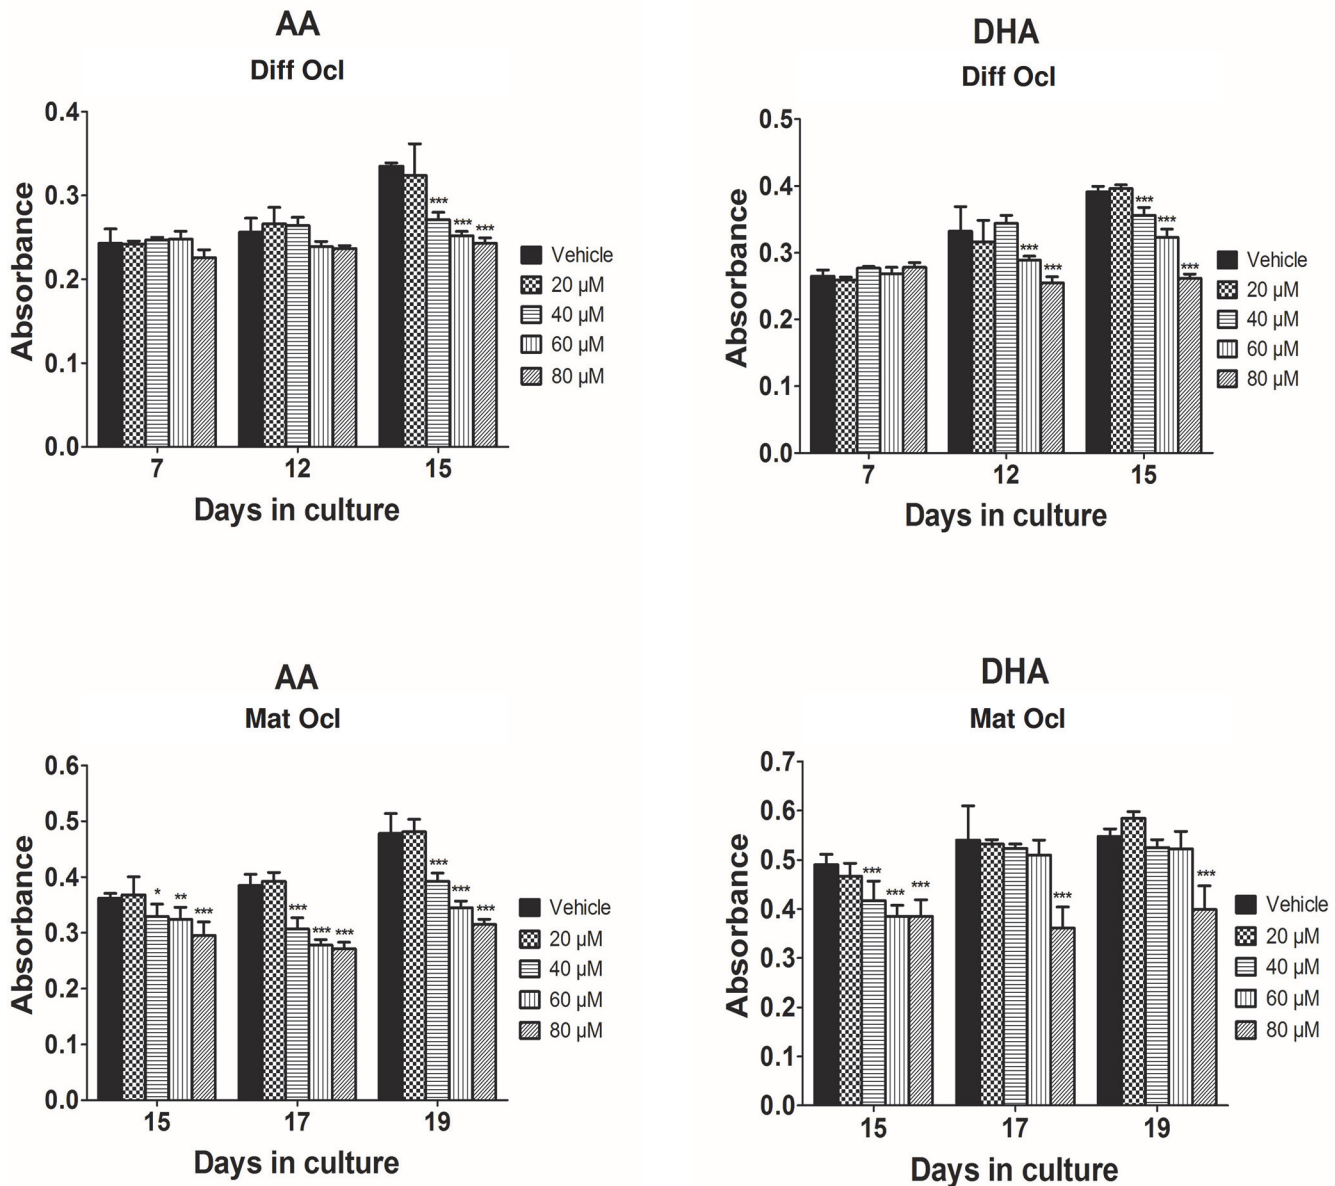 AA
Diff Ocl
0.4
0.3
0.2
0.1
0.0
Absorbance
***
***
***
7
12
15
Days in culture
Vehicle
20 µM
40 µM
60 µM
80 µM
DHA
Diff Ocl
0.5
0.4
0.3
0.2
0.1
0.0
Absorbance
***
***
***
***
***
7
12
15
Days in culture
Vehicle
20 µM
40 µM
60 µM
80 µM
AA
Mat Ocl
0.6
0.5
0.4
0.3
0.2
0.1
0.0
Absorbance
*
**
***
***
***
***
***
***
***
15
17
19
Days in culture
Vehicle
20 µM
40 µM
60 µM
80 µM
DHA
Mat Ocl
0.7
0.6
0.5
0.4
0.3
0.2
0.1
0.0
Absorbance
***
***
***
***
***
15
17
19
Days in culture
Vehicle
20 µM
40 µM
60 µM
80 µM